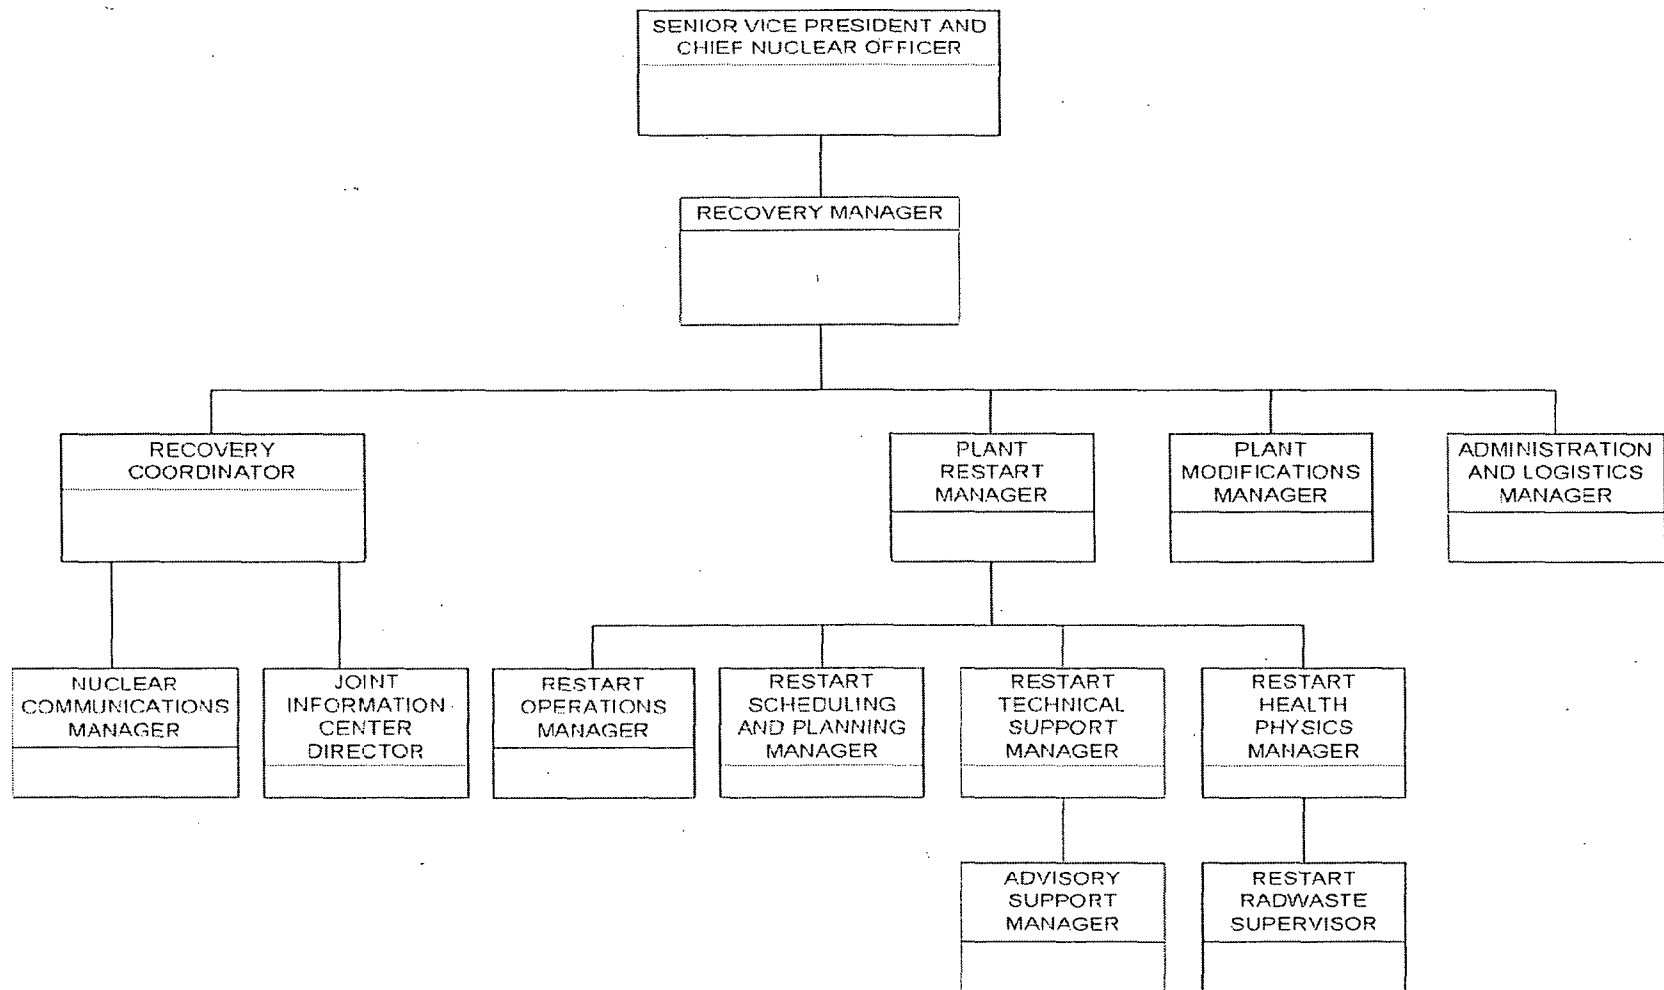 SENIOR VICE PRESIDENT AND
CHIEF NUCLEAR OFFICER
RECOVERY MANAGER
RECOVERY
COORDINATOR
PLANT
RESTART
MANAGER
PLANT
MODIFICATIONS
MANAGER
ADMINISTRATION
AND LOGISTICS
MANAGER
NUCLEAR
COMMUNICATIONS
MANAGER
JOINT
INFORMATION
CENTER
DIRECTOR
RESTART
OPERATIONS
MANAGER
RESTART
SCHEDULING
AND PLANNING
MANAGER
RESTART
TECHNICAL
SUPPORT
MANAGER
RESTART
HEALTH
PHYSICS
MANAGER
ADVISORY
SUPPORT
MANAGER
RESTART
RADWASTE
SUPERVISOR